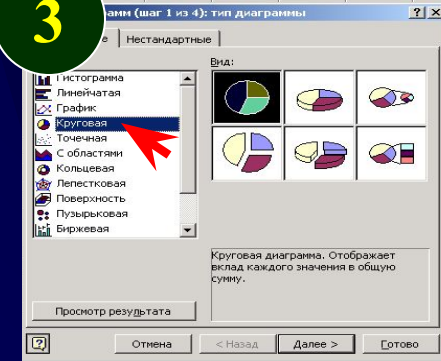 3
рамм (шаг 1 из 4): тип диаграммы
Нестандартные
Вид:
Гистограмма
Линейчатая
График
Круговая
Точечная
С областями
Кольцевая
Лепестковая
Поверхность
Пузырьковая
Биржевая
Круговая диаграмма. Отображает
вклад каждого значения в общую
сумму.
Просмотр результата
Отмена
< Назад
Далее >
Готово